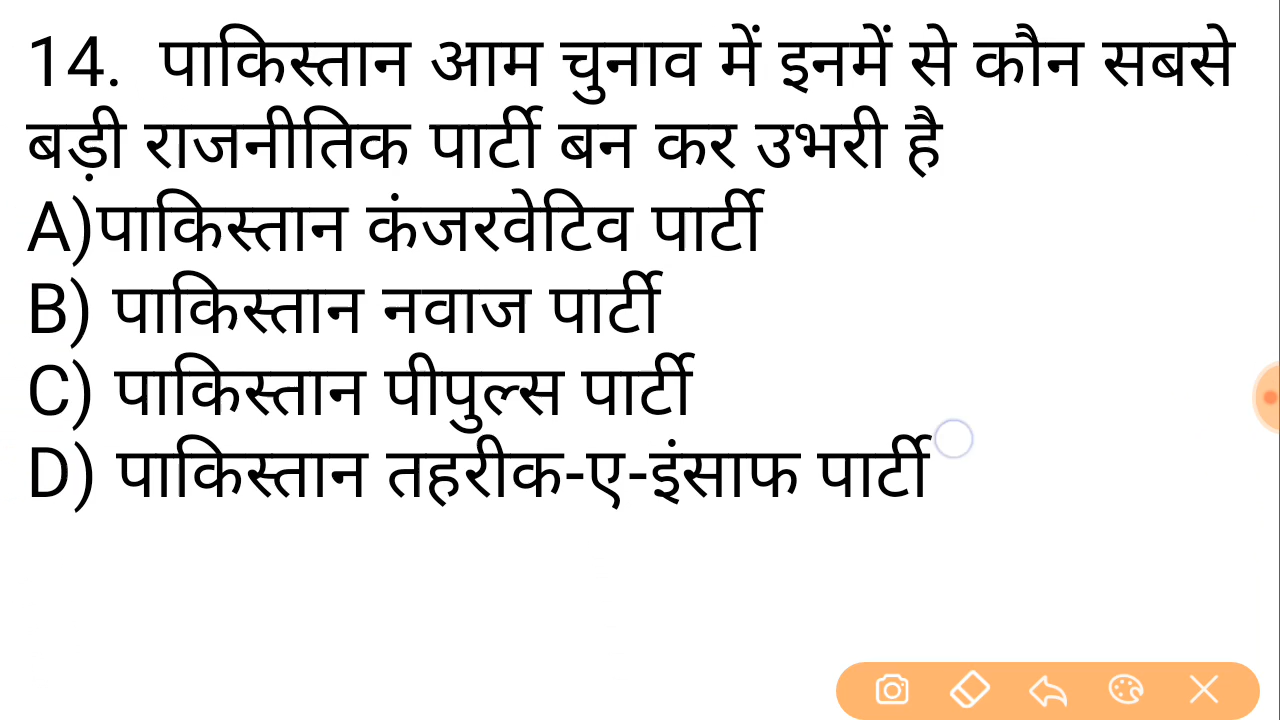 14. पाकिस्तान आम चुनाव में इनमें से कौन सबसे
बड़ी राजनीतिक पार्टी बन कर उभरी है
A)पाकिस्तान कंजरवेटिव पार्टी
B) पाकिस्तान नवाज पार्टी
C) पाकिस्तान पीपुल्स पार्टी
D) पाकिस्तान तहरीक-ए-इंसाफ पार्टी